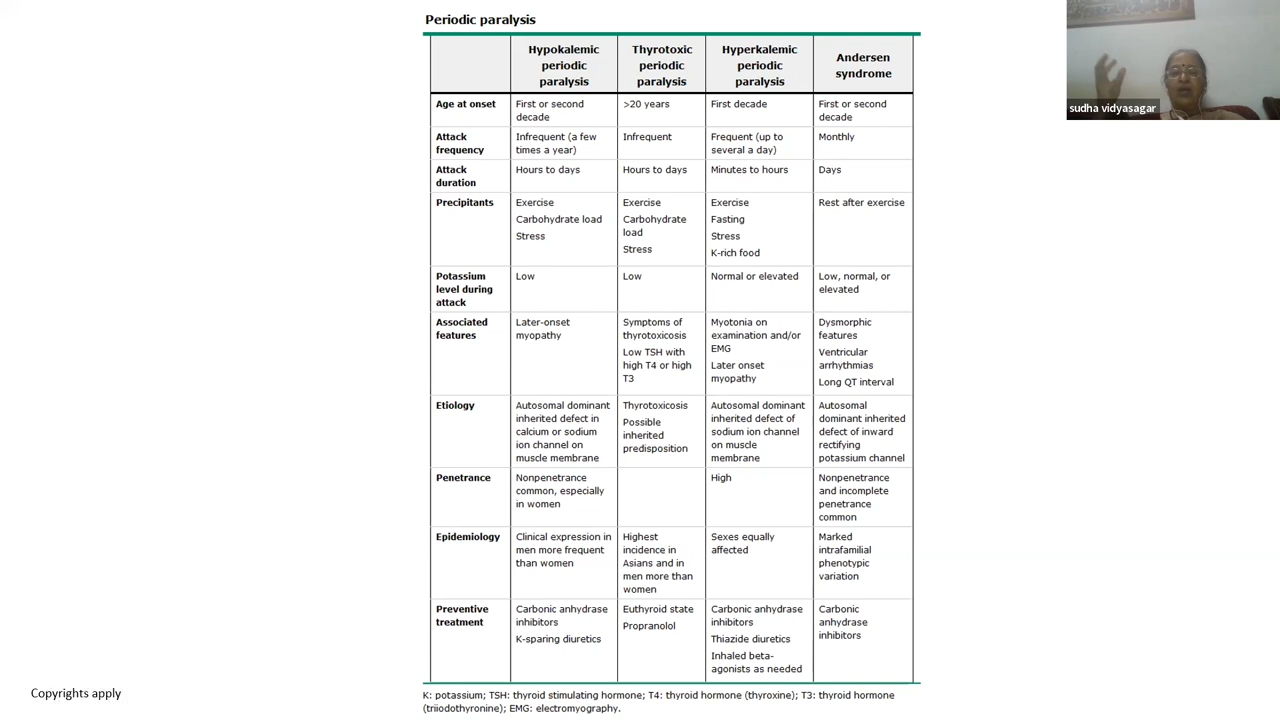 Periodic paralysis
Hypokalemic periodic paralysis
Thyrotoxic periodic paralysis
Hyperkalemic periodic paralysis
Andersen syndrome
Age at onset
First or second decade
>20 years
First decade
First or second decade
Attack frequency
Infrequent (a few times a year)
Infrequent
Frequent (up to several a day)
Monthly
Attack duration
Hours to days
Hours to days
Minutes to hours
Days
Precipitants
Exercise
Carbohydrate load
Stress
Exercise
Carbohydrate load
Stress
Exercise
Fasting
Stress
K-rich food
Rest after exercise
Potassium level during attack
Low
Low
Normal or elevated
Low, normal, or elevated
Associated features
Later-onset myopathy
Symptoms of thyrotoxicosis
Low TSH with high T4 or high T3
Myotonia on examination and/or EMG
Later onset myopathy
Dysmorphic features
Ventricular arrhythmias
Long QT interval
Etiology
Autosomal dominant inherited defect in calcium or sodium ion channel on muscle membrane
Thyrotoxicosis
Possible inherited predisposition
Autosomal dominant inherited defect of sodium ion channel on muscle membrane
Autosomal dominant inherited defect of inward rectifying potassium channel
Penetrance
Nonpenetrance common, especially in women
High
Nonpenetrance and incomplete penetrance common
Epidemiology
Clinical expression in men more frequent than women
Highest incidence in Asians and in men more than women
Sexes equally affected
Marked intrafamilial phenotypic variation
Preventive treatment
Carbonic anhydrase inhibitors
K-sparing diuretics
Euthyroid state
Propranolol
Carbonic anhydrase inhibitors
Thiazide diuretics
Inhaled beta-agonists as needed
Carbonic anhydrase inhibitors
K: potassium; TSH: thyroid stimulating hormone; T4: thyroid hormone (thyroxine); T3: thyroid hormone
(triiodothyronine); EMG: electromyography.
Copyrights apply
sudha vidyasagar